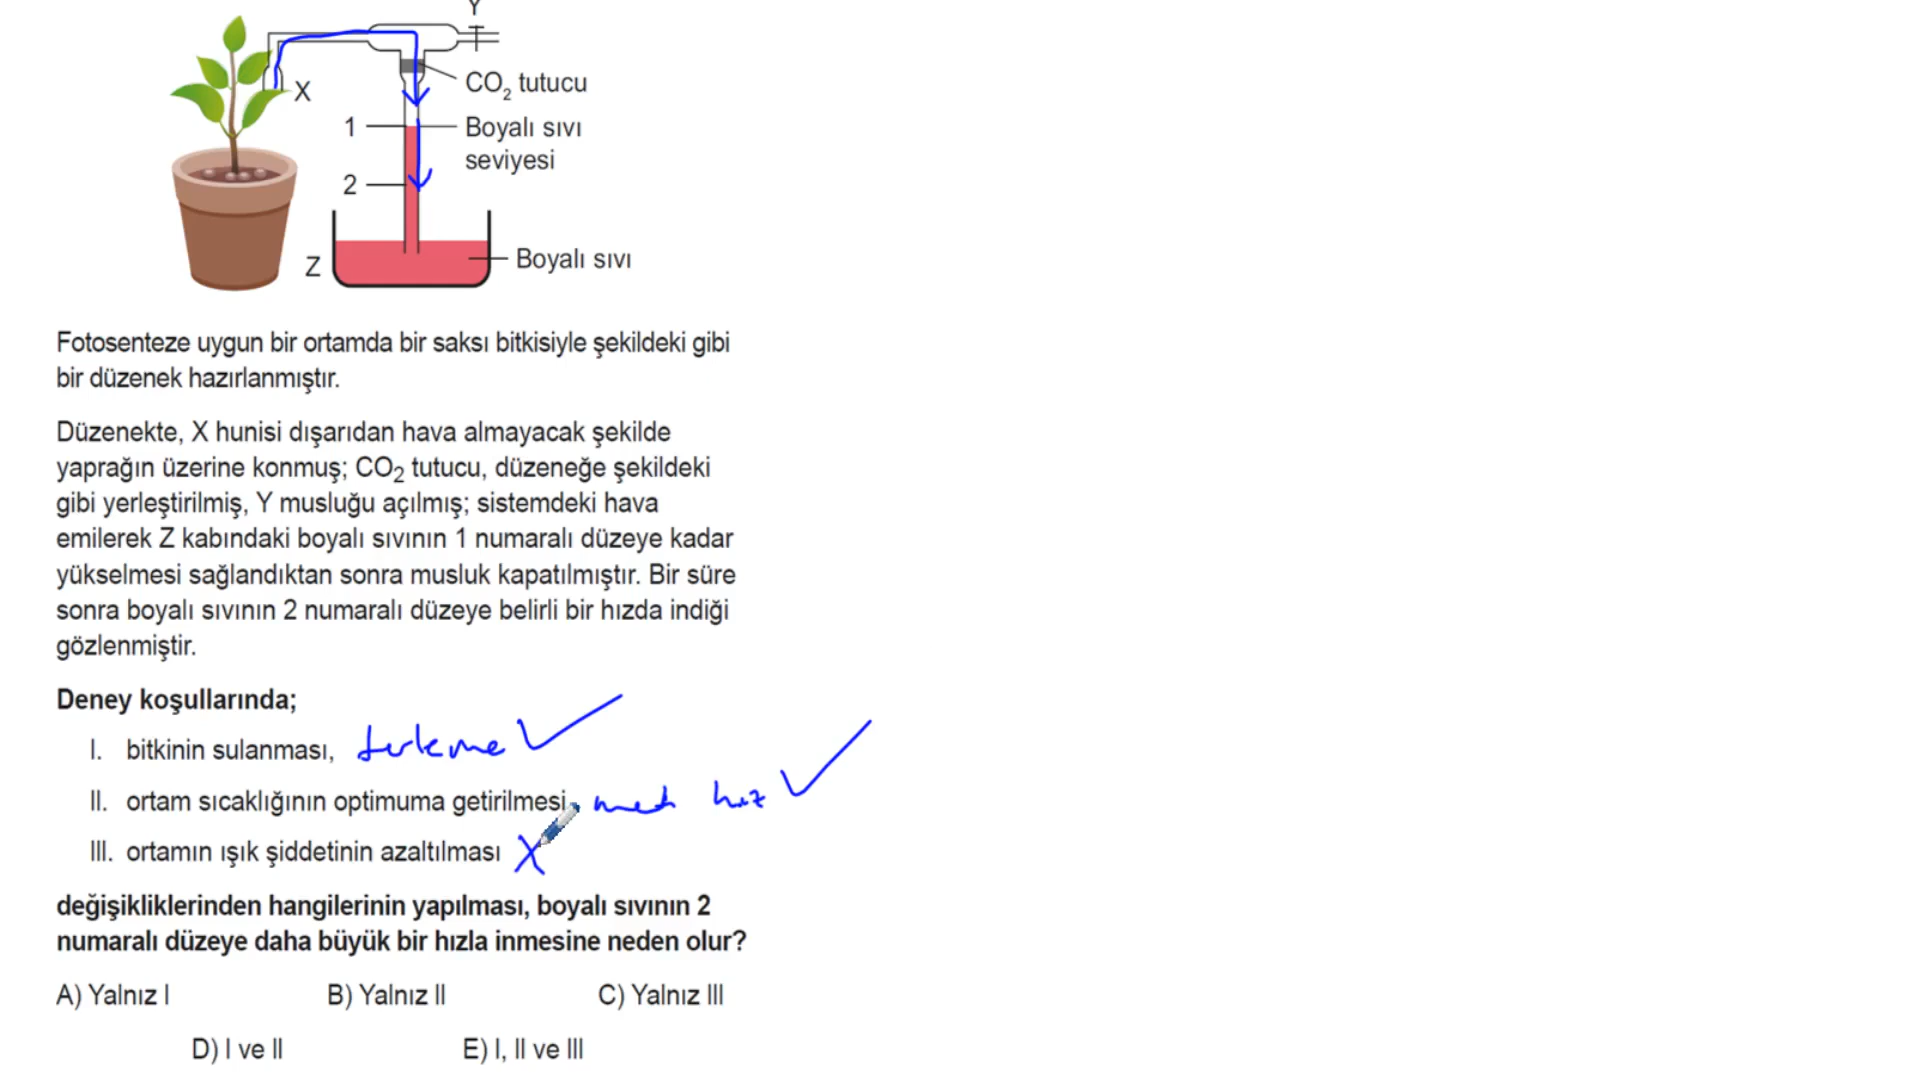 Y
X
CO₂ tutucu
1
Boyalı sıvı
seviyesi
2
Z
Boyalı sıvı
Fotosenteze uygun bir ortamda bir saksı bitkisiyle şekildeki gibi
bir düzenek hazırlanmıştır.
Düzenekte, X hunisi dışarıdan hava almayacak şekilde
yaprağın üzerine konmuş; CO₂ tutucu, düzeneğe şekildeki
gibi yerleştirilmiş, Y musluğu açılmış; sistemdeki hava
emilerek Z kabındaki boyalı sıvının 1 numaralı düzeye kadar
yükselmesi sağlandıktan sonra musluk kapatılmıştır. Bir süre
sonra boyalı sıvının 2 numaralı düzeye belirli bir hızda indiği
gözlenmiştir.
Deney koşullarında;
I. bitkinin sulanması, terleme
II. ortam sıcaklığının optimuma getirilmesi, met hız
III. ortamın ışık şiddetinin azaltılması
değişikliklerinden hangilerinin yapılması, boyalı sıvının 2
numaralı düzeye daha büyük bir hızla inmesine neden olur?
A) Yalnız I B) Yalnız II C) Yalnız III
D) I ve II E) I, II ve III